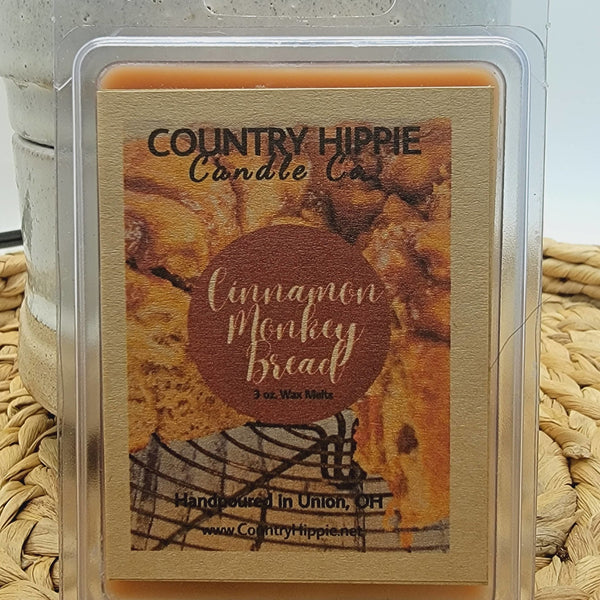 COUNTRY HIPPIE
Candle Co.
Cinnamon
Monkey
Bread
3 oz. Wax Melts
Handpoured in Union, OH
www.CountryHippie.net